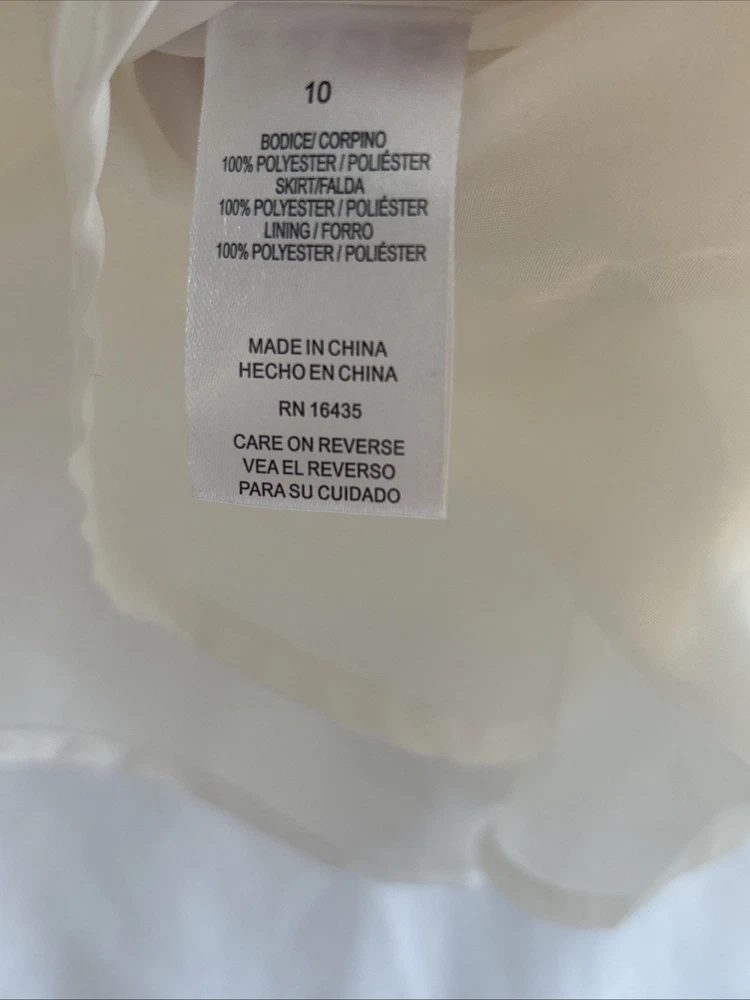 10
BODICE/ CORPINO
100% POLYESTER / POLIÉSTER
SKIRT/FALDA
100% POLYESTER / POLIÉSTER
LINING / FORRO
100% POLYESTER / POLIÉSTER
MADE IN CHINA
HECHO EN CHINA
RN 16435
CARE ON REVERSE
VEA EL REVERSO
PARA SU CUIDADO